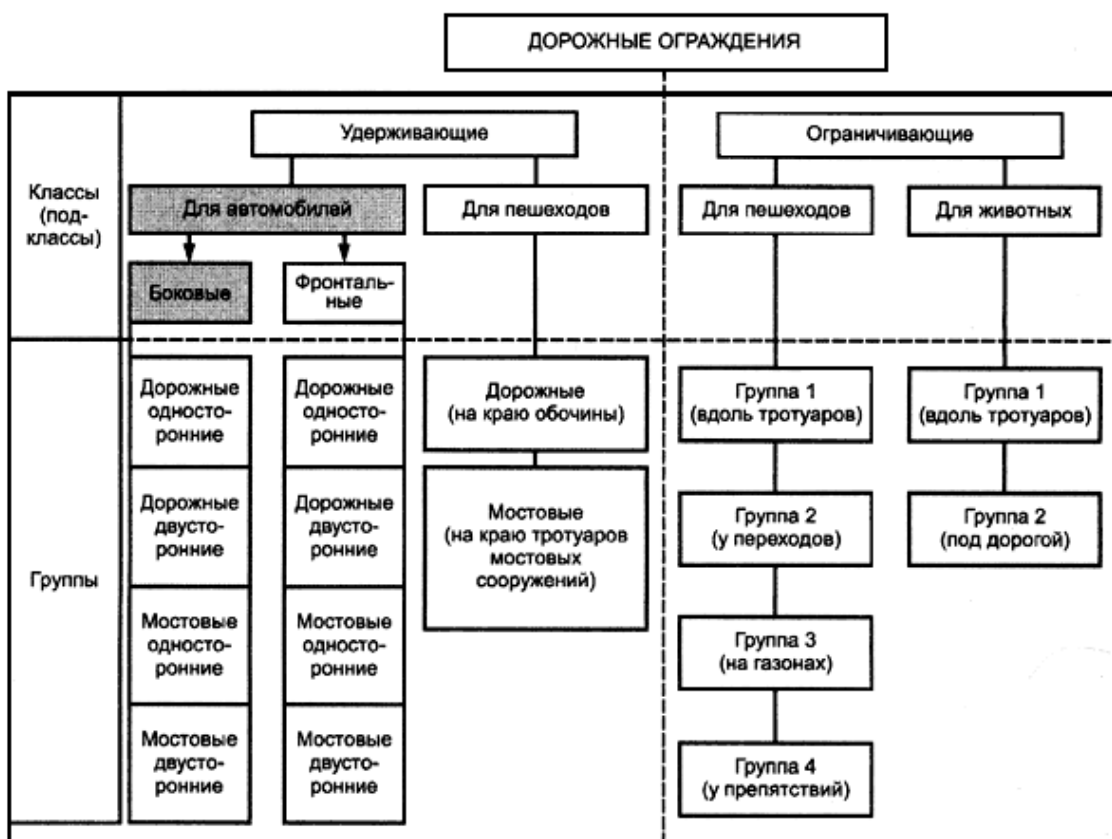 ДОРОЖНЫЕ ОГРАЖДЕНИЯ
Классы
(под-
классы)
Удерживающие
Ограничивающие
Для автомобилей
Для пешеходов
Для пешеходов
Для животных
Боковые
Фронталь-
ные
Группы
Дорожные
односто-
ронние
Дорожные
двусто-
ронние
Мостовые
односто-
ронние
Мостовые
двусто-
ронние
Дорожные
односто-
ронние
Дорожные
двусто-
ронние
Мостовые
односто-
ронние
Мостовые
двусто-
ронние
Дорожные
(на краю обочины)
Мостовые
(на краю тротуаров
мостовых
сооружений)
Группа 1
(вдоль тротуаров)
Группа 2
(у переходов)
Группа 3
(на газонах)
Группа 4
(у препятствий)
Группа 1
(вдоль тротуаров)
Группа 2
(под дорогой)